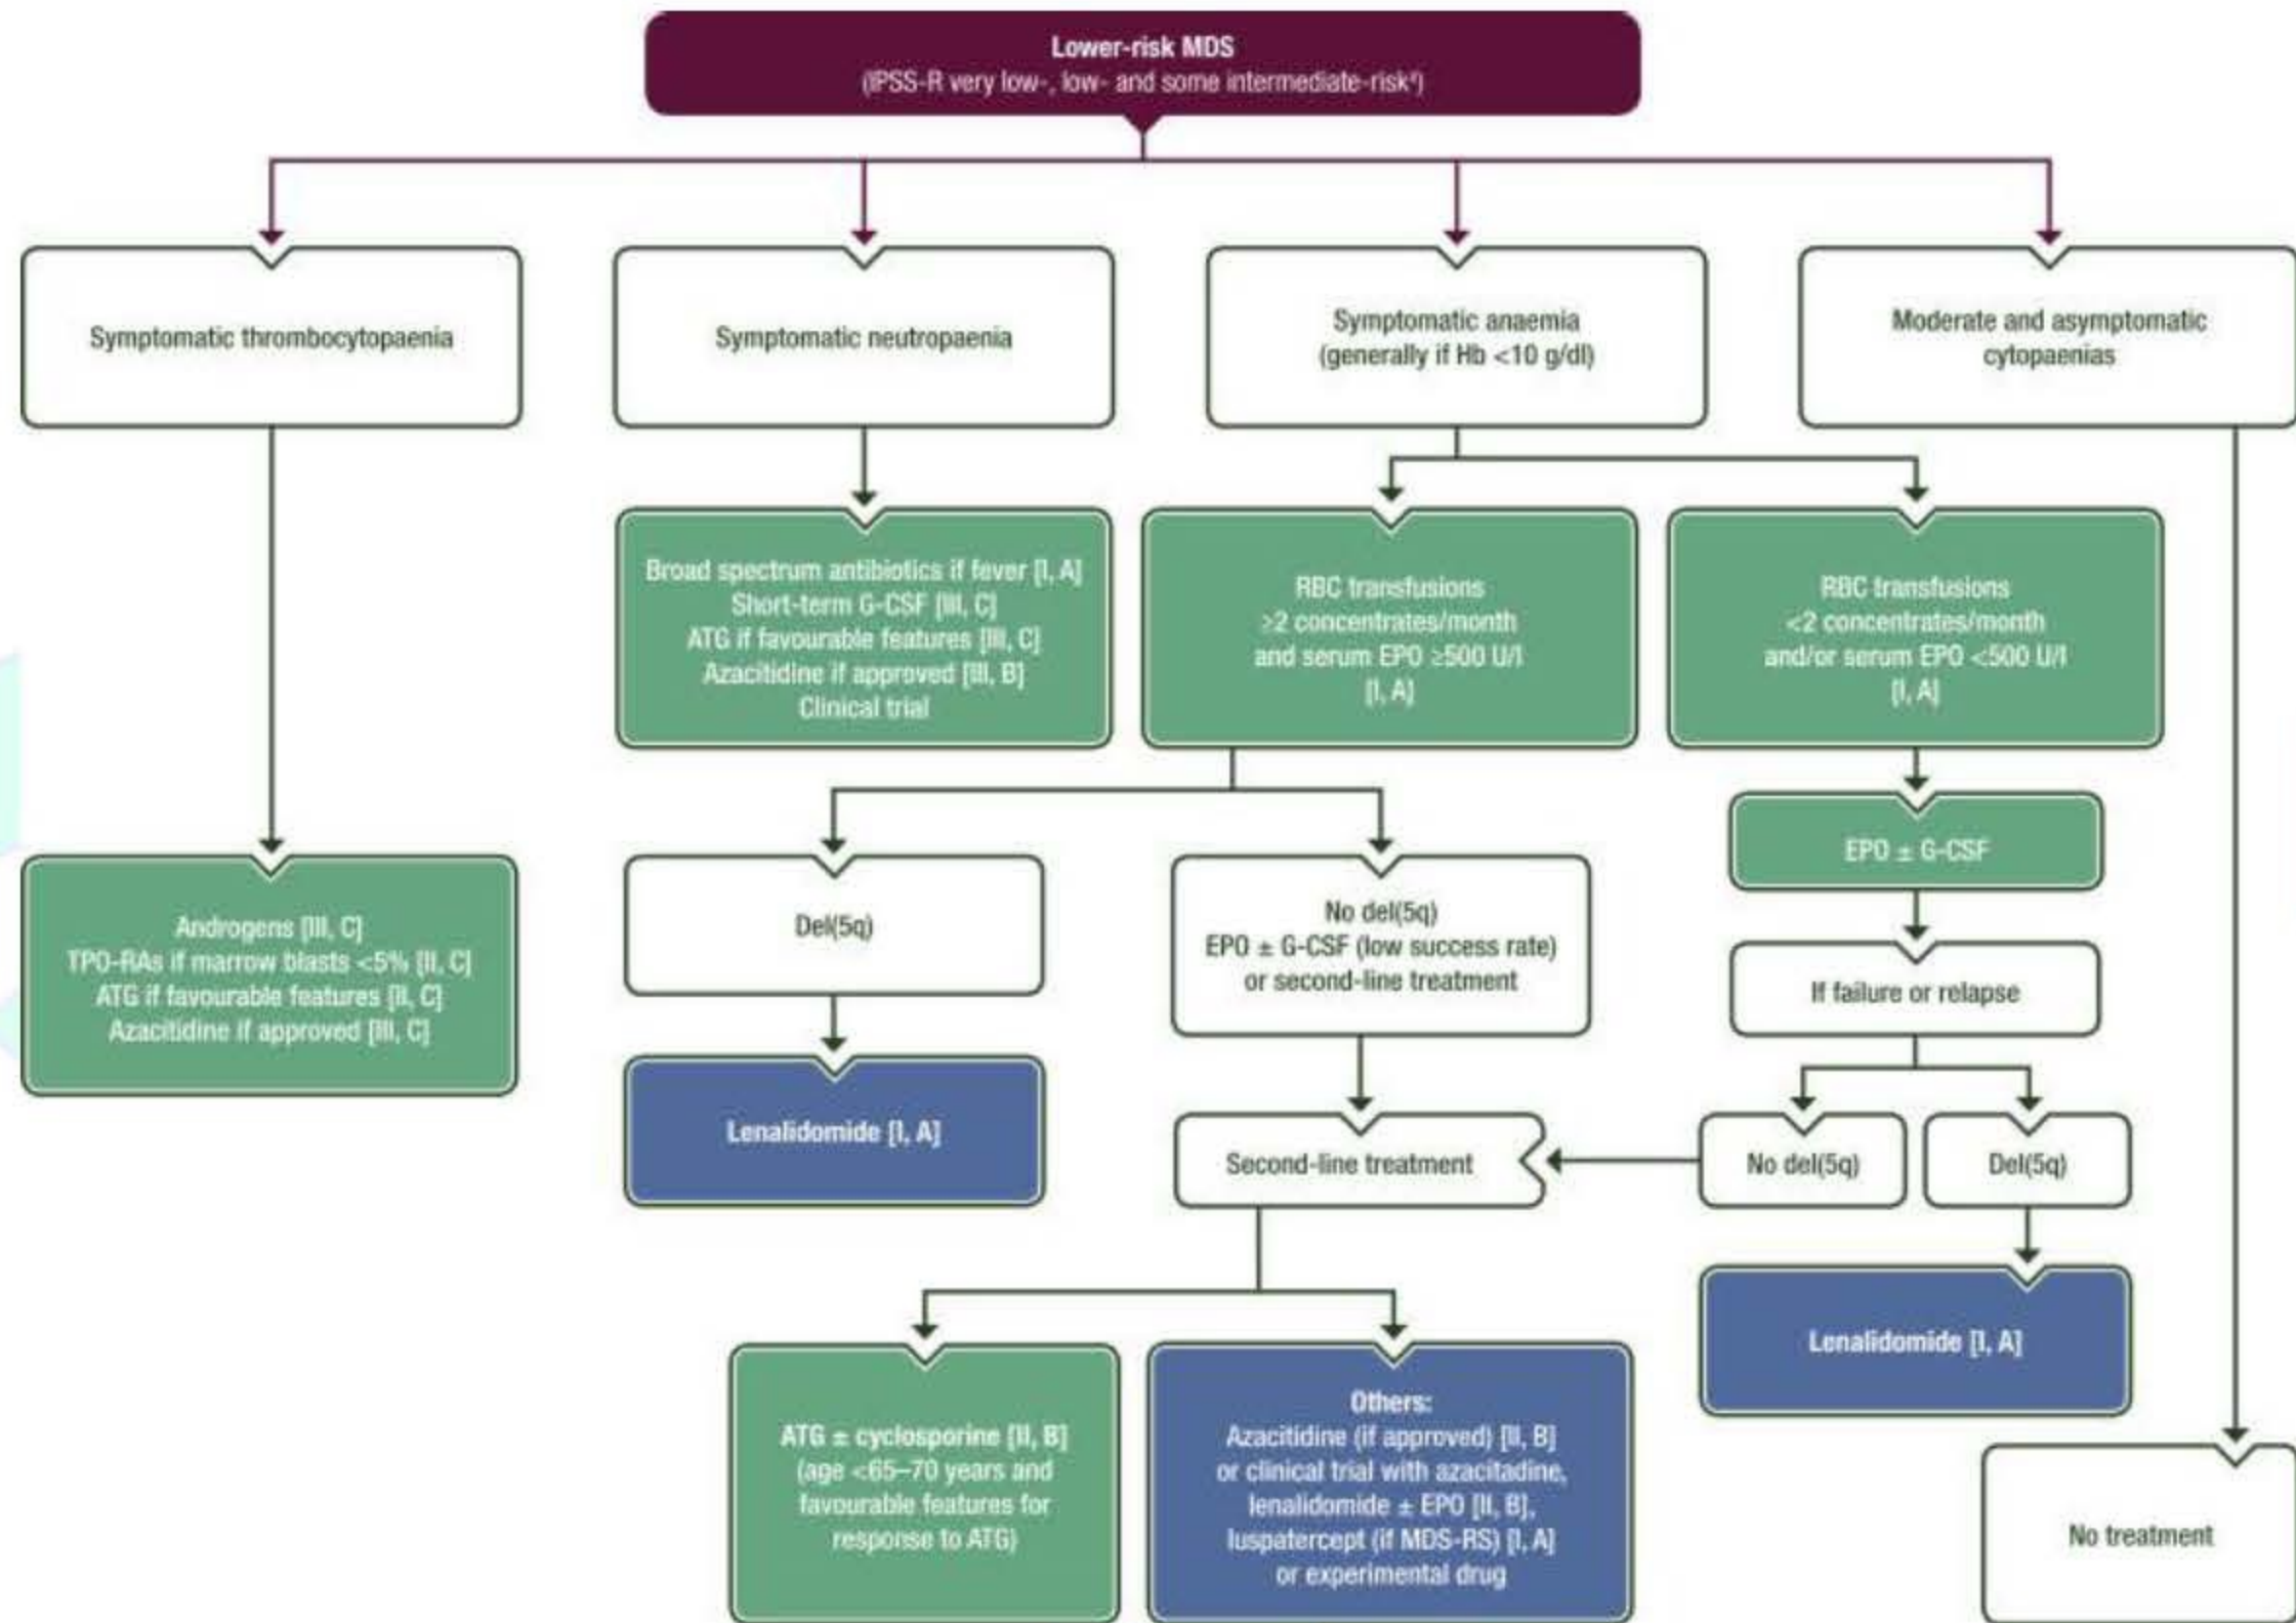 Lower-risk MDS
(IPSS-R very low-, low- and some intermediate-riskᵃ)
Symptomatic thrombocytopaenia
Symptomatic neutropaenia
Symptomatic anaemia
(generally if Hb <10 g/dl)
Moderate and asymptomatic
cytopaenias
Broad spectrum antibiotics if fever [I, A]
Short-term G-CSF [III, C]
ATG if favourable features [III, C]
Azacitidine if approved [III, B]
Clinical trial
RBC transfusions
≥2 concentrates/month
and serum EPO ≥500 U/l
[I, A]
RBC transfusions
<2 concentrates/month
and/or serum EPO <500 U/l
[I, A]
EPO ± G-CSF
Androgens [III, C]
TPO-RAs if marrow blasts <5% [II, C]
ATG if favourable features [II, C]
Azacitidine if approved [III, C]
Del(5q)
No del(5q)
EPO ± G-CSF (low success rate)
or second-line treatment
If failure or relapse
Lenalidomide [I, A]
Second-line treatment
No del(5q)
Del(5q)
Lenalidomide [I, A]
ATG ± cyclosporine [II, B]
(age <65–70 years and
favourable features for
response to ATG)
Others:
Azacitidine (if approved) [II, B]
or clinical trial with azacitadine,
lenalidomide ± EPO [II, B],
luspatercept (if MDS-RS) [I, A]
or experimental drug
No treatment